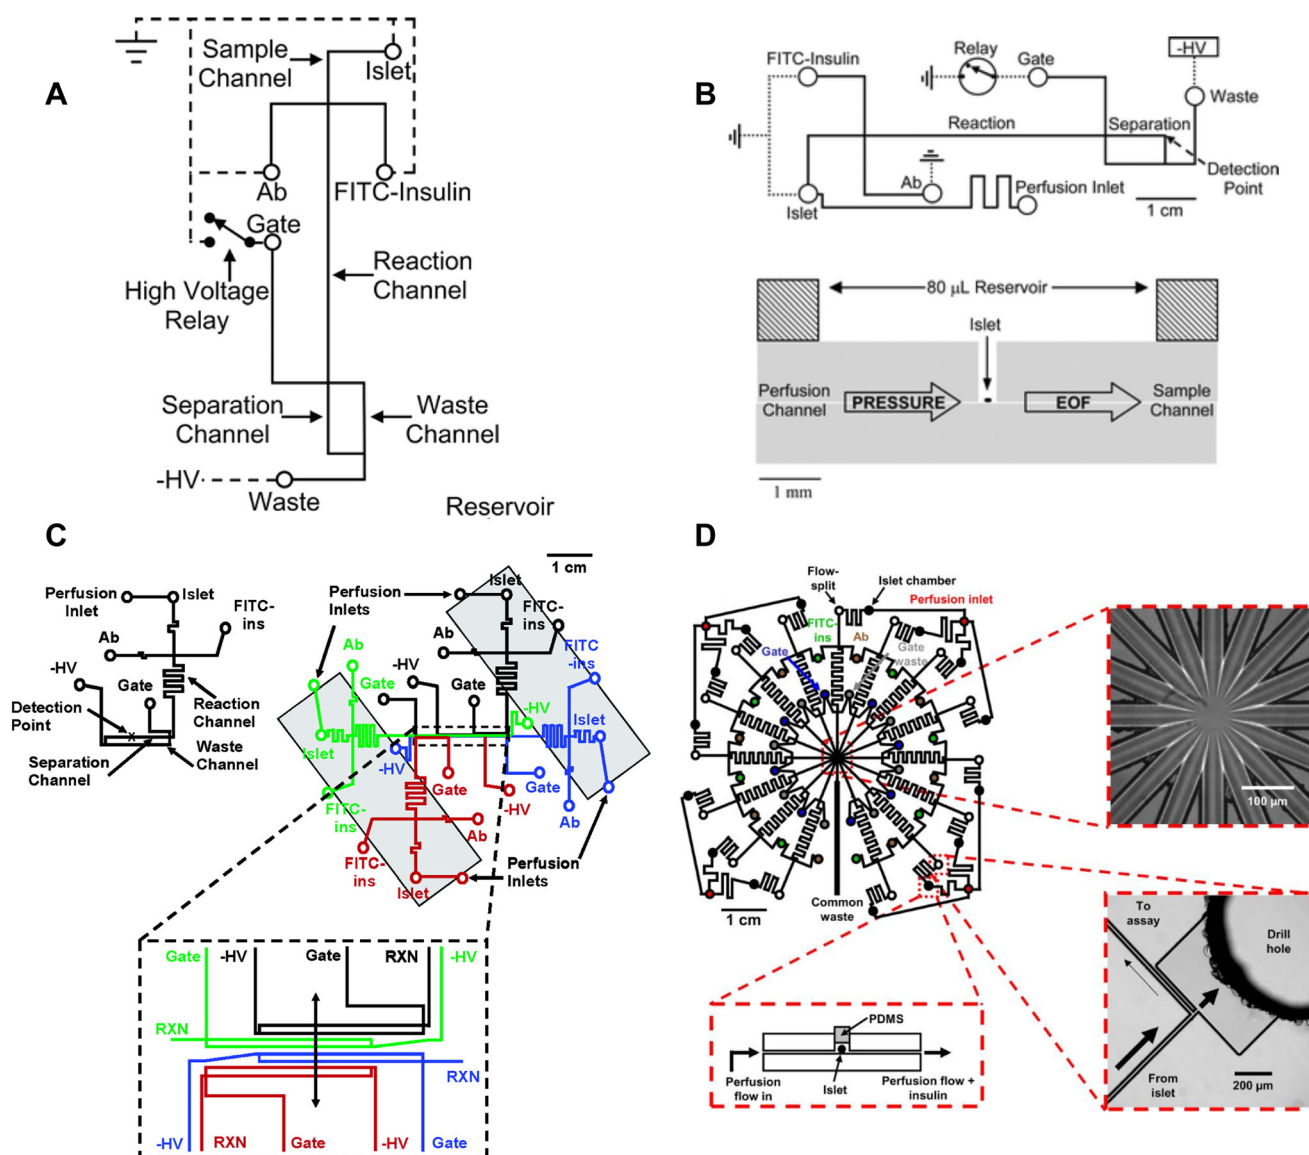 A
Sample
Channel
Islet
Ab
FITC-Insulin
Gate
High Voltage
Relay
Reaction
Channel
Separation
Channel
Waste
Channel
-HV
Waste
Reservoir
B
FITC-Insulin
Relay
Gate
-HV
Waste
Reaction
Separation
Detection
Point
Ab
Perfusion Inlet
Islet
1 cm
80 µL Reservoir
Islet
Perfusion
Channel
PRESSURE
EOF
Sample
Channel
1 mm
C
1 cm
Perfusion
Inlet
Islet
FITC-
ins
Ab
-HV
Gate
Detection
Point
Reaction
Channel
Separation
Channel
Waste
Channel
X
Perfusion
Inlets
Islet
FITC-
ins
Ab
-HV
Gate
Ab
Gate
Islet
FITC-
ins
-HV
FITC
-ins
Islet
-HV
Gate
Ab
Gate
-HV
Ab
FITC-
ins
Islet
Perfusion
Inlets
Gate
-HV
Gate
RXN
-HV
RXN
RXN
-HV
RXN
Gate
-HV
Gate
D
Flow-
split
Islet chamber
Perfusion inlet
FITC-
ins
Ab
Gate
Gate
waste
Common
waste
1 cm
100 µm
To
assay
Drill
hole
From
islet
200 µm
PDMS
Perfusion
flow in
Islet
Perfusion flow +
insulin